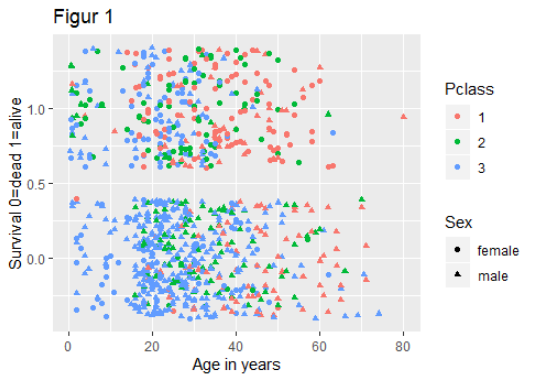 Figur 1
Survival 0=dead 1=alive
1.0
0.5
0.0
0 20 40 60 80
Age in years
Pclass
1
2
3
Sex
female
male